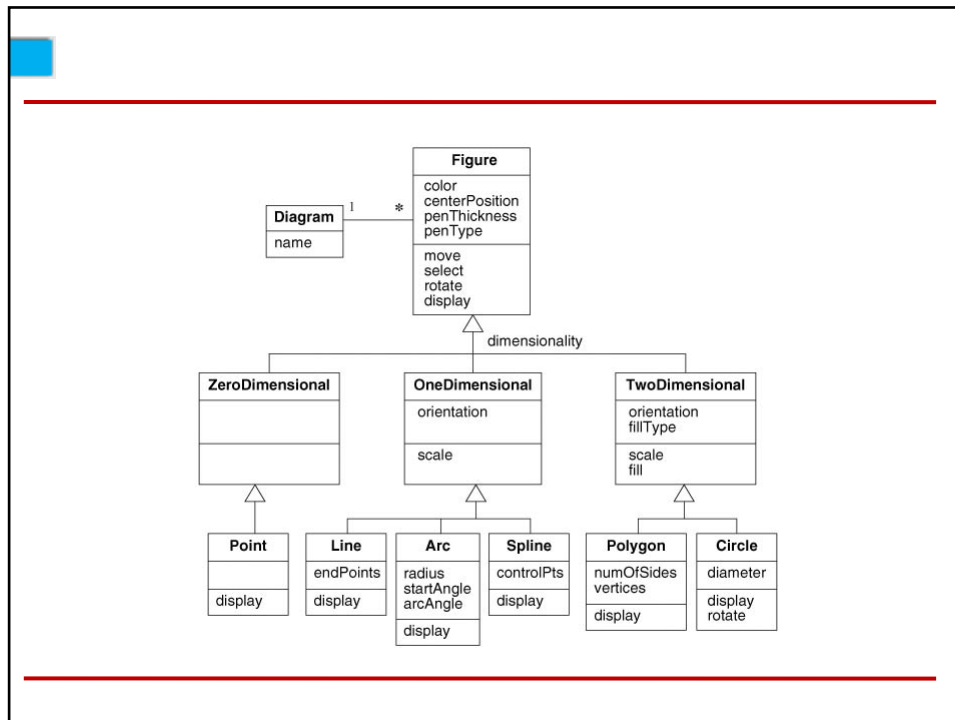 Figure
color
centerPosition
penThickness
penType
move
select
rotate
display
Diagram
name
1
*
dimensionality
ZeroDimensional
OneDimensional
orientation
scale
TwoDimensional
orientation
fillType
scale
fill
Point
display
Line
endPoints
display
Arc
radius
startAngle
arcAngle
display
Spline
controlPts
display
Polygon
numOfSides
vertices
display
Circle
diameter
display
rotate